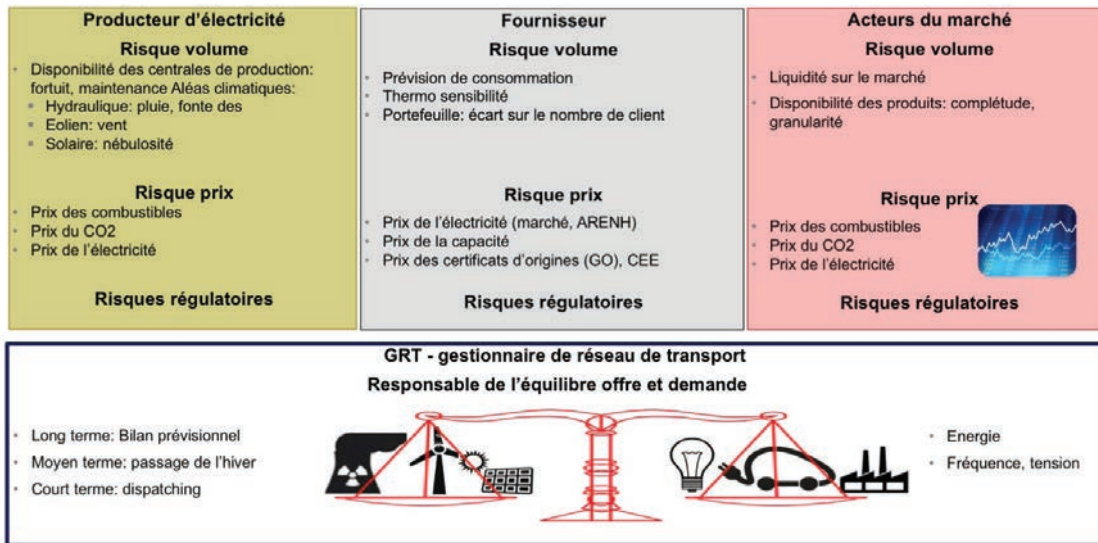 Producteur d'électricité
Risque volume
• Disponibilité des centrales de production:
fortuit, maintenance Aléas climatiques:
▪ Hydraulique: pluie, fonte des
▪ Eolien: vent
▪ Solaire: nébulosité
Risque prix
• Prix des combustibles
• Prix du CO2
• Prix de l'électricité
Risques régulatoires
Fournisseur
Risque volume
• Prévision de consommation
• Thermo sensibilité
• Portefeuille: écart sur le nombre de client
Risque prix
• Prix de l'électricité (marché, ARENH)
• Prix de la capacité
• Prix des certificats d'origines (GO), CEE
Risques régulatoires
Acteurs du marché
Risque volume
• Liquidité sur le marché
• Disponibilité des produits: complétude,
granularité
Risque prix
• Prix des combustibles
• Prix du CO2
• Prix de l'électricité
Risques régulatoires
GRT - gestionnaire de réseau de transport
Responsable de l'équilibre offre et demande
• Long terme: Bilan prévisionnel
• Moyen terme: passage de l'hiver
• Court terme: dispatching
• Energie
• Fréquence, tension